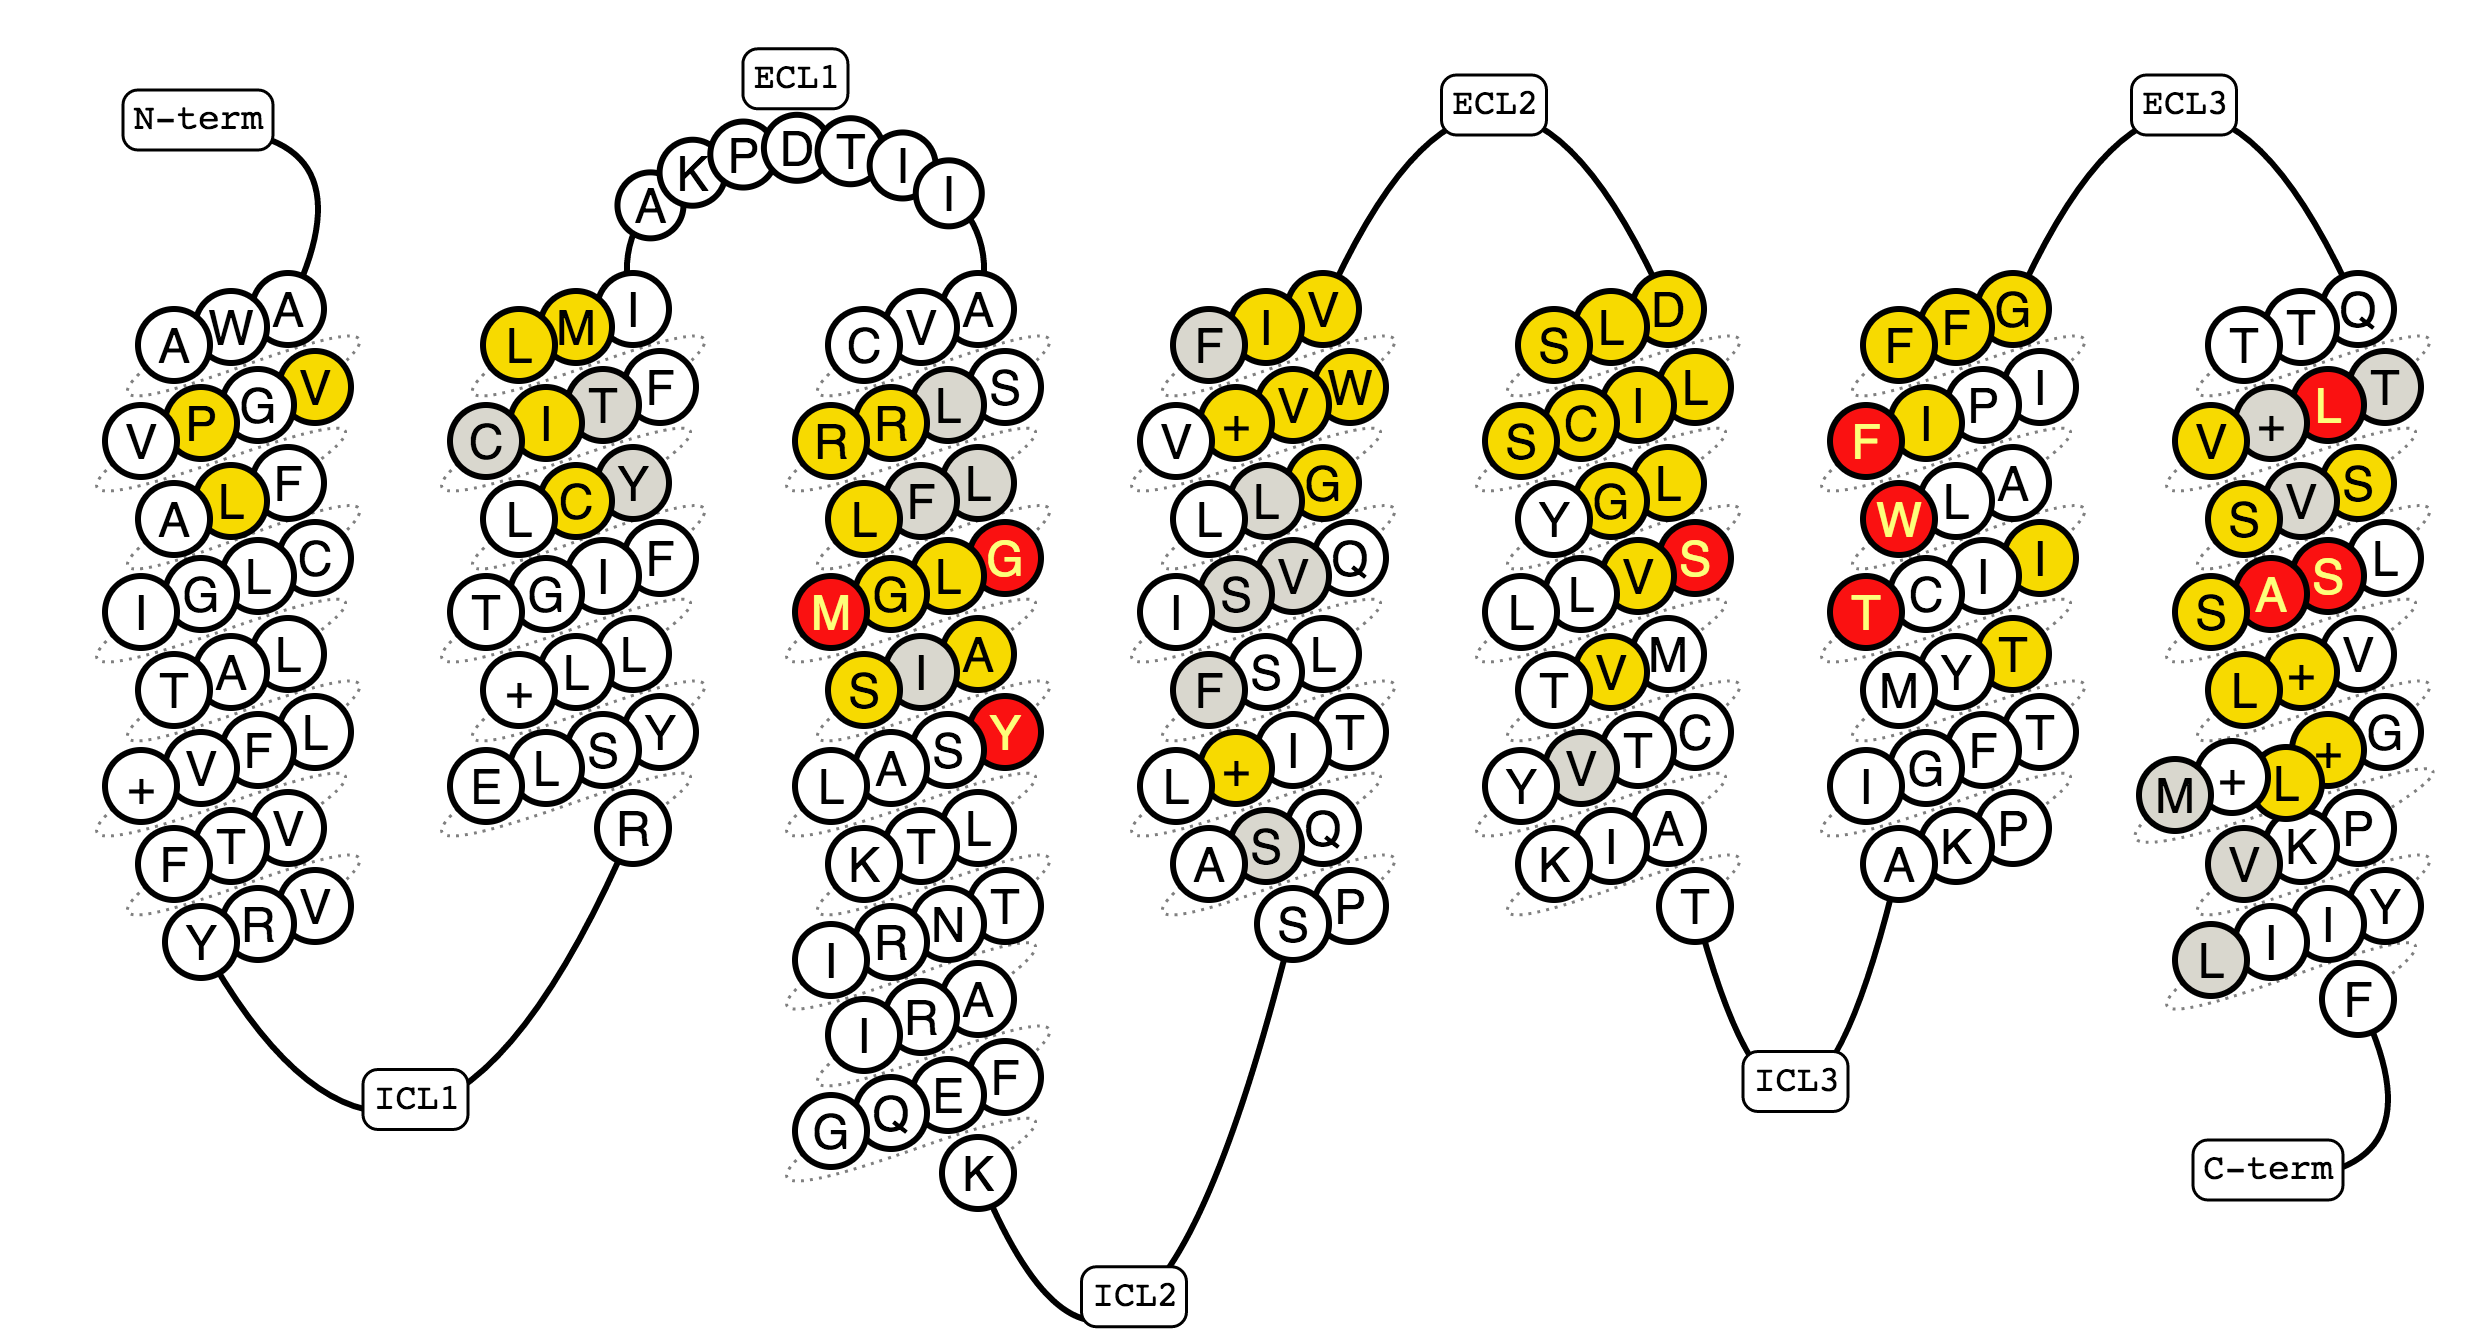 N-term
ECL1
ECL2
ECL3
A K P D T I I
A W A
V P G V
A L F
I G L C
T A L
+ V F L
F T V
Y R V
L M I
C I T F
L C Y
T G I F
+ L L
E L S Y
R
C V A
R R L S
L F L
M G L G
S I A
L A S Y
K T L
I R N T
I R A
G Q E F
K
F I V
V + V W
L L G
I S V Q
F S L
L + I T
A S Q
S P
S L D
S C I L
Y G L
L L V S
T V M
Y V T C
K I A
T
F F G
F I P I
W L A
T C I I
M Y T
I G F T
A K P
T T Q
V + L T
S V S
S A S L
L + V
M + L + G
V K P
L I I Y
F
ICL1
ICL2
ICL3
C-term